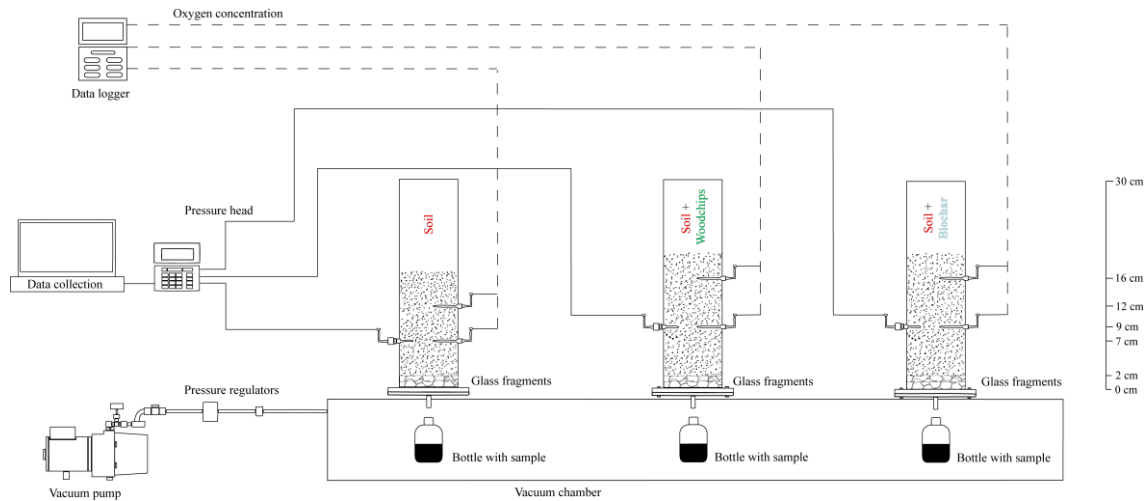 Oxygen concentration
Data logger
Pressure head
Data collection
Soil
Soil +
Woodchips
Soil +
Biochar
30 cm
16 cm
12 cm
9 cm
7 cm
2 cm
0 cm
Glass fragments
Glass fragments
Glass fragments
Pressure regulators
Bottle with sample
Bottle with sample
Bottle with sample
Vacuum pump
Vacuum chamber